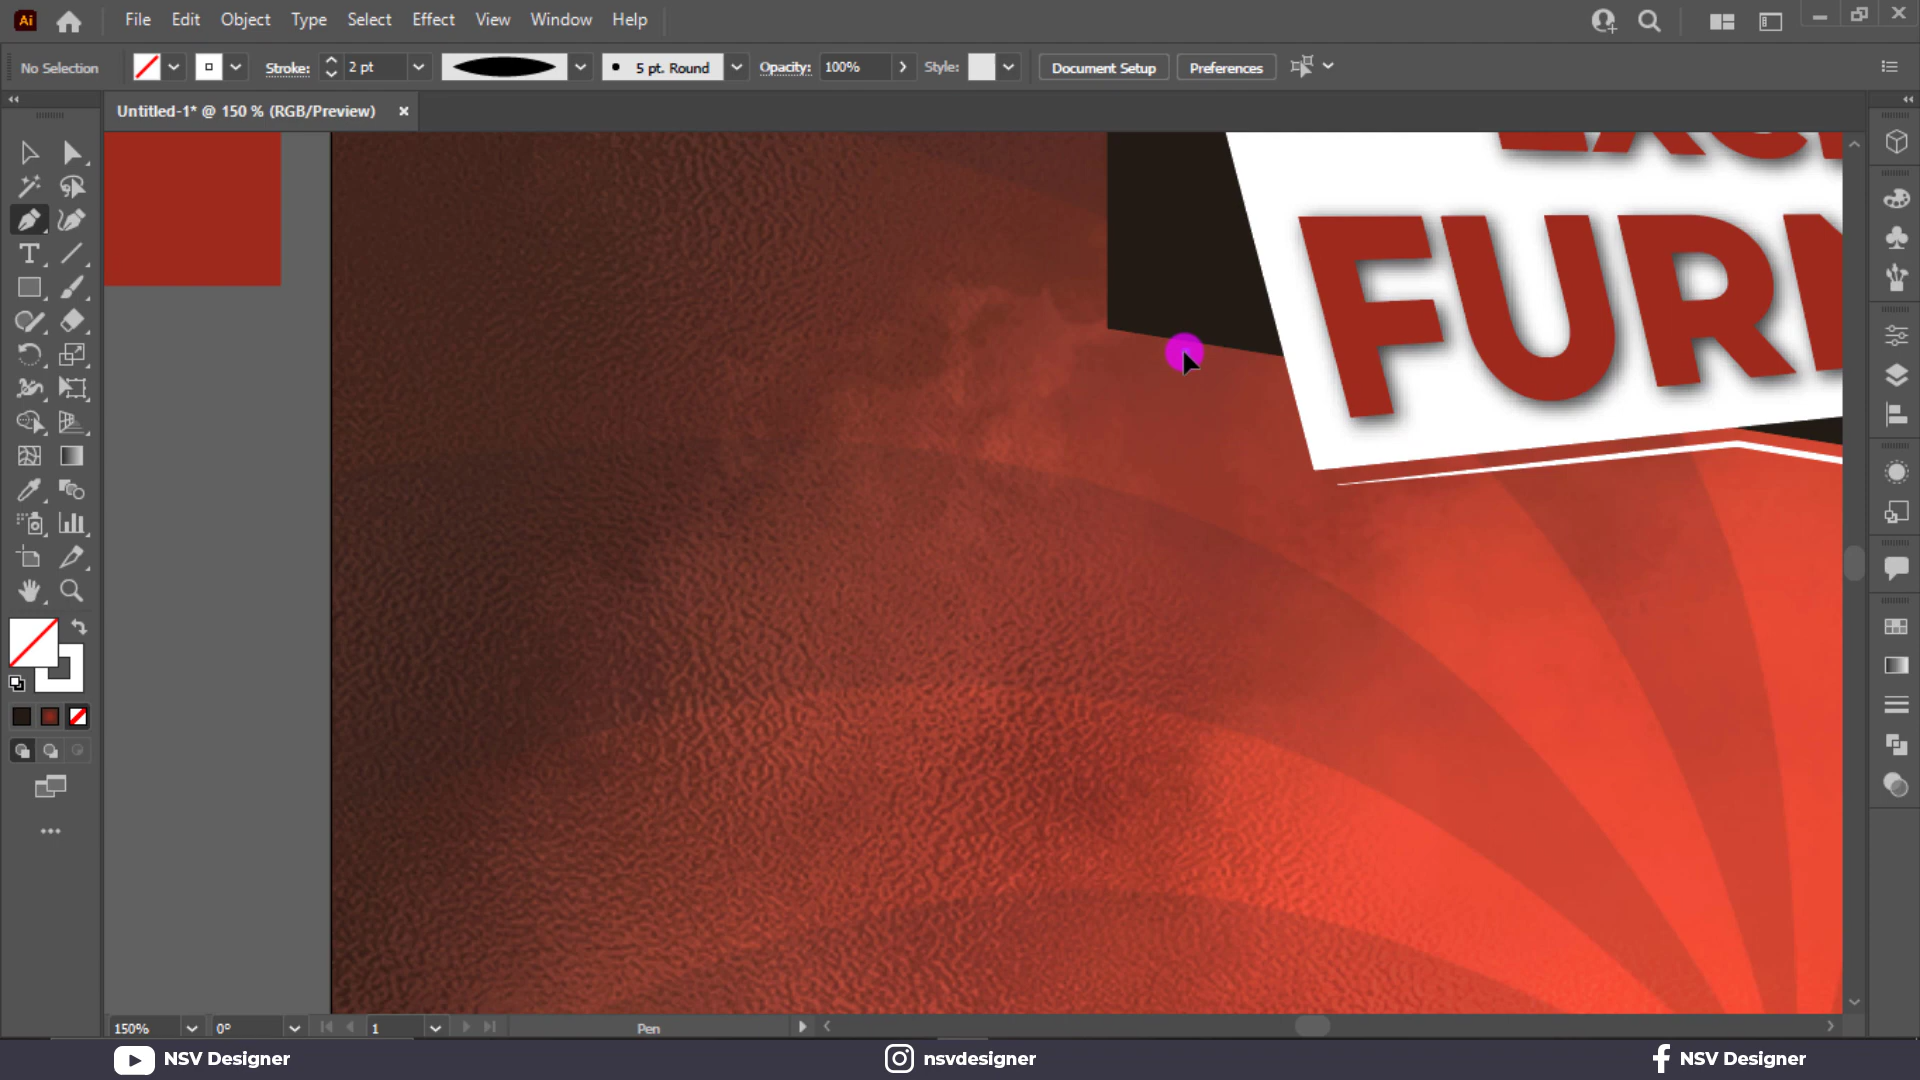 Ai File Edit Object Type Select Effect View Window Help
No Selection Stroke: 2 pt 5 pt. Round Opacity: 100% Style: Document Setup Preferences
Untitled-1* @ 150 % (RGB/Preview)
FUR
150% 0° 1 Pen
NSV Designer nsvdesigner NSV Designer